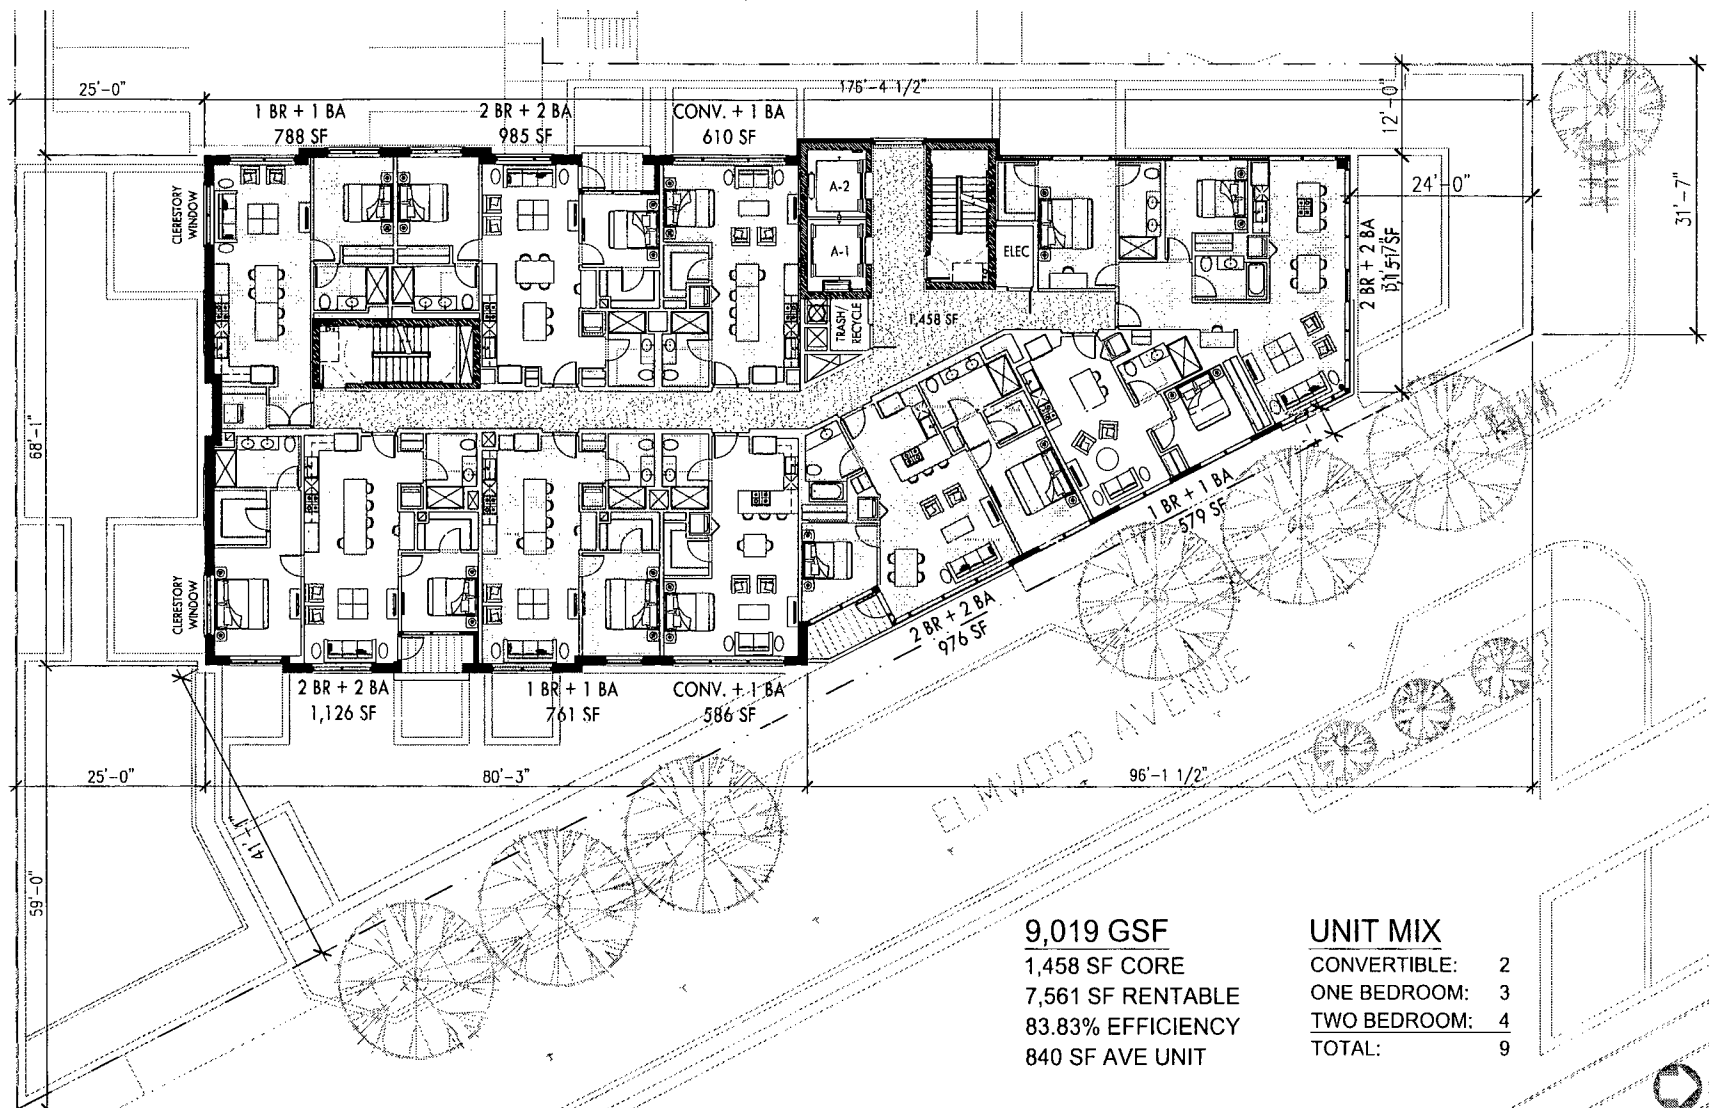 25'-0"
176'-4 1/2"
1 BR + 1 BA
788 SF
2 BR + 2 BA
985 SF
CONV. + 1 BA
610 SF
12'-0"
24'-0"
31'-7"
CLERESTORY
WINDOW
A-2
A-1
ELEC
TRASH/
RECYCLE
1,458 SF
2 BR + 2 BA
68'-1"
CLERESTORY
WINDOW
1 BR + 1 BA
579 SF
2 BR + 2 BA
976 SF
2 BR + 2 BA
1,126 SF
1 BR + 1 BA
761 SF
CONV. + 1 BA
586 SF
ELMWOOD AVENUE
25'-0"
80'-3"
96'-1 1/2"
59'-0"
9,019 GSF
1,458 SF CORE
7,561 SF RENTABLE
83.83% EFFICIENCY
840 SF AVE UNIT
UNIT MIX
CONVERTIBLE: 2
ONE BEDROOM: 3
TWO BEDROOM: 4
TOTAL: 9